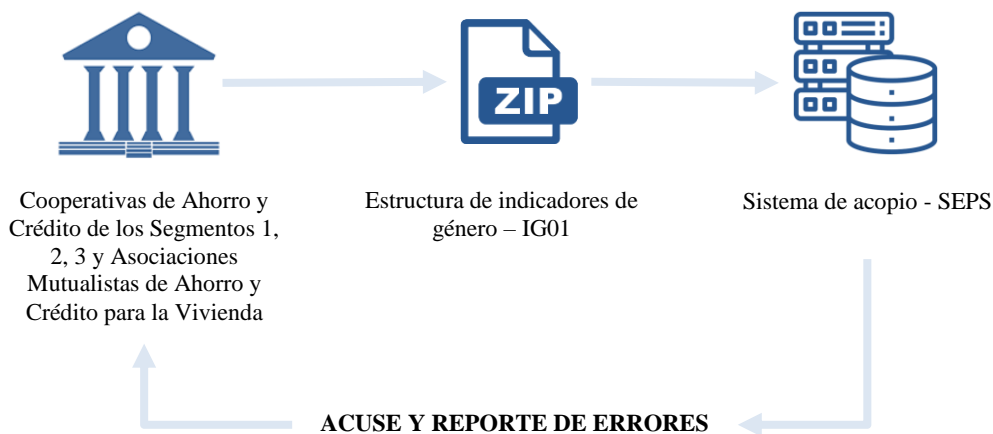 ZIP
Cooperativas de Ahorro y
Crédito de los Segmentos 1,
2, 3 y Asociaciones
Mutualistas de Ahorro y
Crédito para la Vivienda
Estructura de indicadores de
género – IG01
Sistema de acopio - SEPS
ACUSE Y REPORTE DE ERRORES